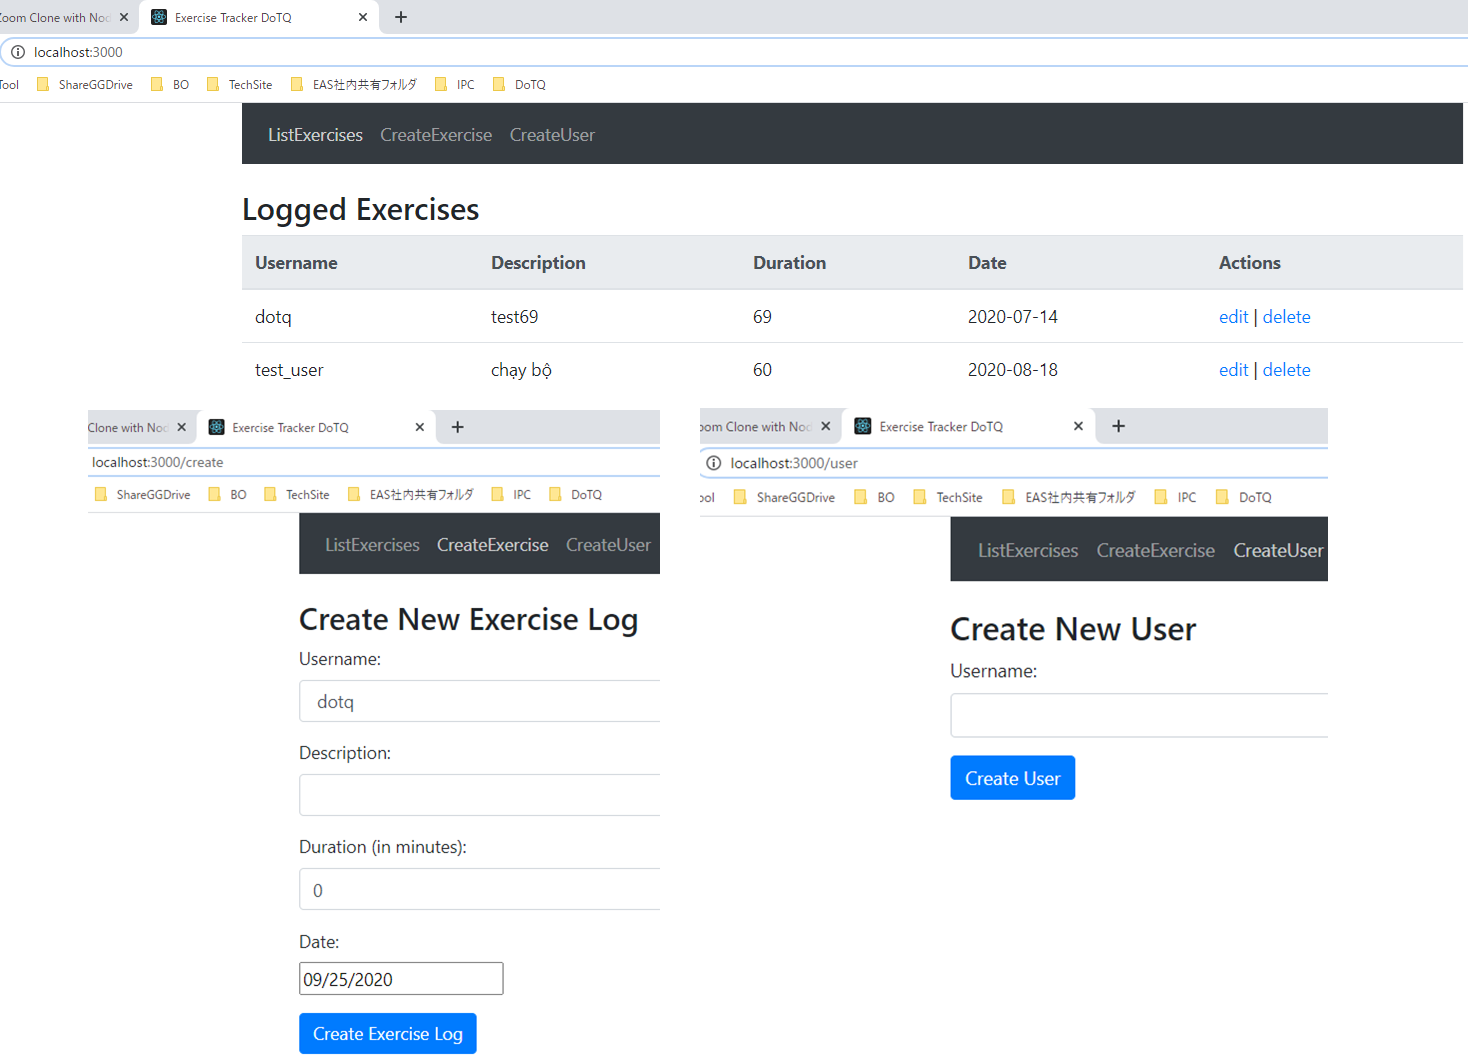 Zoom Clone with Nod Exercise Tracker DoTQ
localhost:3000
Tool ShareGGDrive BO TechSite EAS社内共有フォルダ IPC DoTQ
ListExercises CreateExercise CreateUser
Logged Exercises
Username Description Duration Date Actions
dotq test69 69 2020-07-14 edit | delete
test_user chạy bộ 60 2020-08-18 edit | delete
Clone with Nod Exercise Tracker DoTQ
localhost:3000/create
ShareGGDrive BO TechSite EAS社内共有フォルダ IPC DoTQ
ListExercises CreateExercise CreateUser
Create New Exercise Log
Username:
dotq
Description:
Duration (in minutes):
0
Date:
09/25/2020
Create Exercise Log
oom Clone with Noc Exercise Tracker DoTQ
localhost:3000/user
ool ShareGGDrive BO TechSite EAS社内共有フォルダ IPC DoTQ
ListExercises CreateExercise CreateUser
Create New User
Username:
Create User